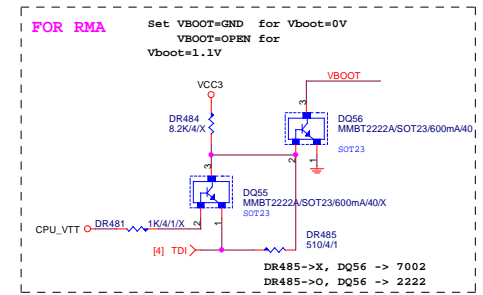 FOR RMA
Set VBOOT=GND for Vboot=0V
VBOOT=OPEN for
Vboot=1.1V
VCC3
VBOOT
DR484
8.2K/4/X
3
DQ56
MMBT2222A/SOT23/600mA/40
SOT23
2
1
3
DQ55
MMBT2222A/SOT23/600mA/40/X
SOT23
CPU_VTT
DR481
1K/4/1/X
2
1
[4] TDI
DR485
510/4/1
DR485->X, DQ56 -> 7002
DR485->O, DQ56 -> 2222